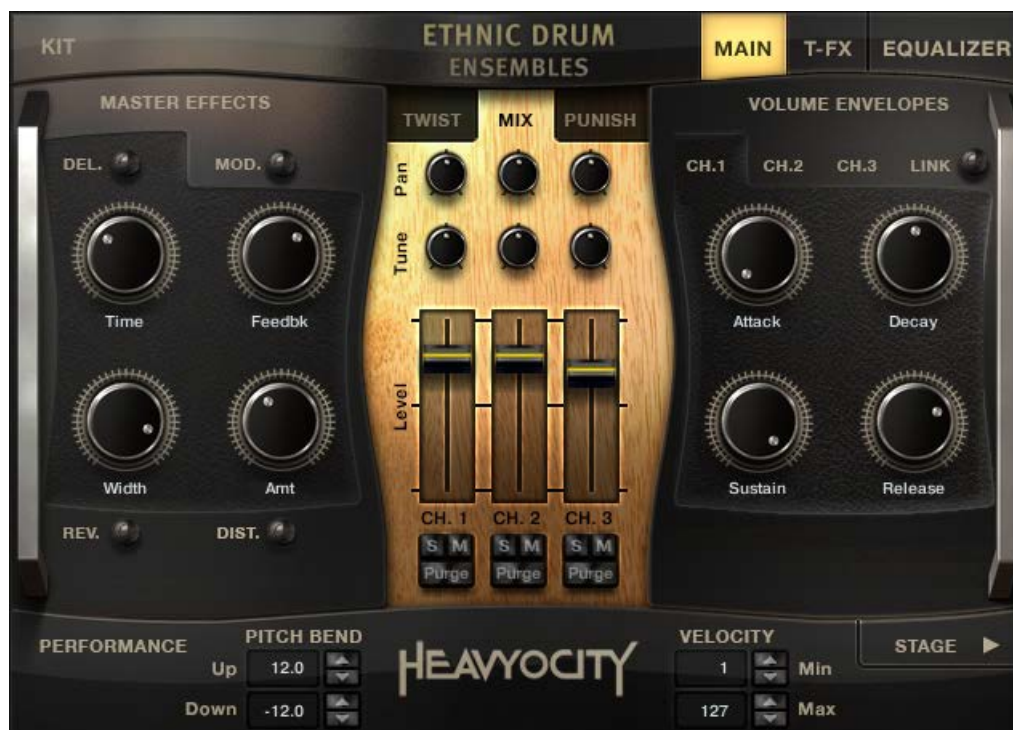 KIT
ETHNIC DRUM
ENSEMBLES
MAIN T-FX EQUALIZER
MASTER EFFECTS
DEL. MOD.
Time Feedbk
Width Amt
REV. DIST.
TWIST MIX PUNISH
Pan
Tune
Level
CH. 1 CH. 2 CH. 3
S M S M S M
Purge Purge Purge
VOLUME ENVELOPES
CH.1 CH.2 CH.3 LINK
Attack Decay
Sustain Release
PERFORMANCE
PITCH BEND
Up 12.0
Down -12.0
HEAVYOCITY
VELOCITY
1 Min
127 Max
STAGE